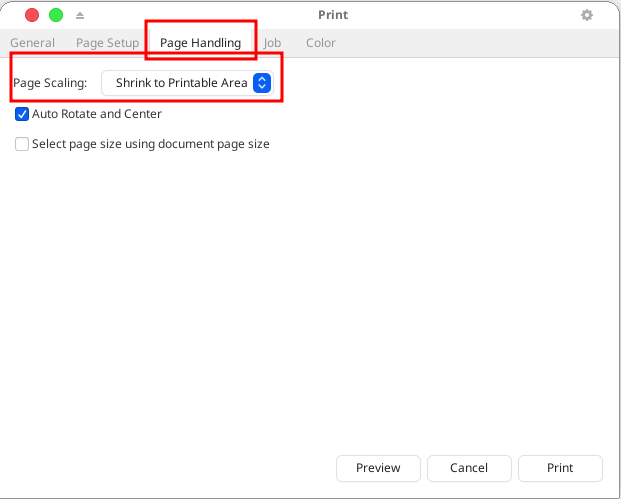 Print
General Page Setup Page Handling Job Color
Page Scaling: Shrink to Printable Area
Auto Rotate and Center
Select page size using document page size
Preview Cancel Print